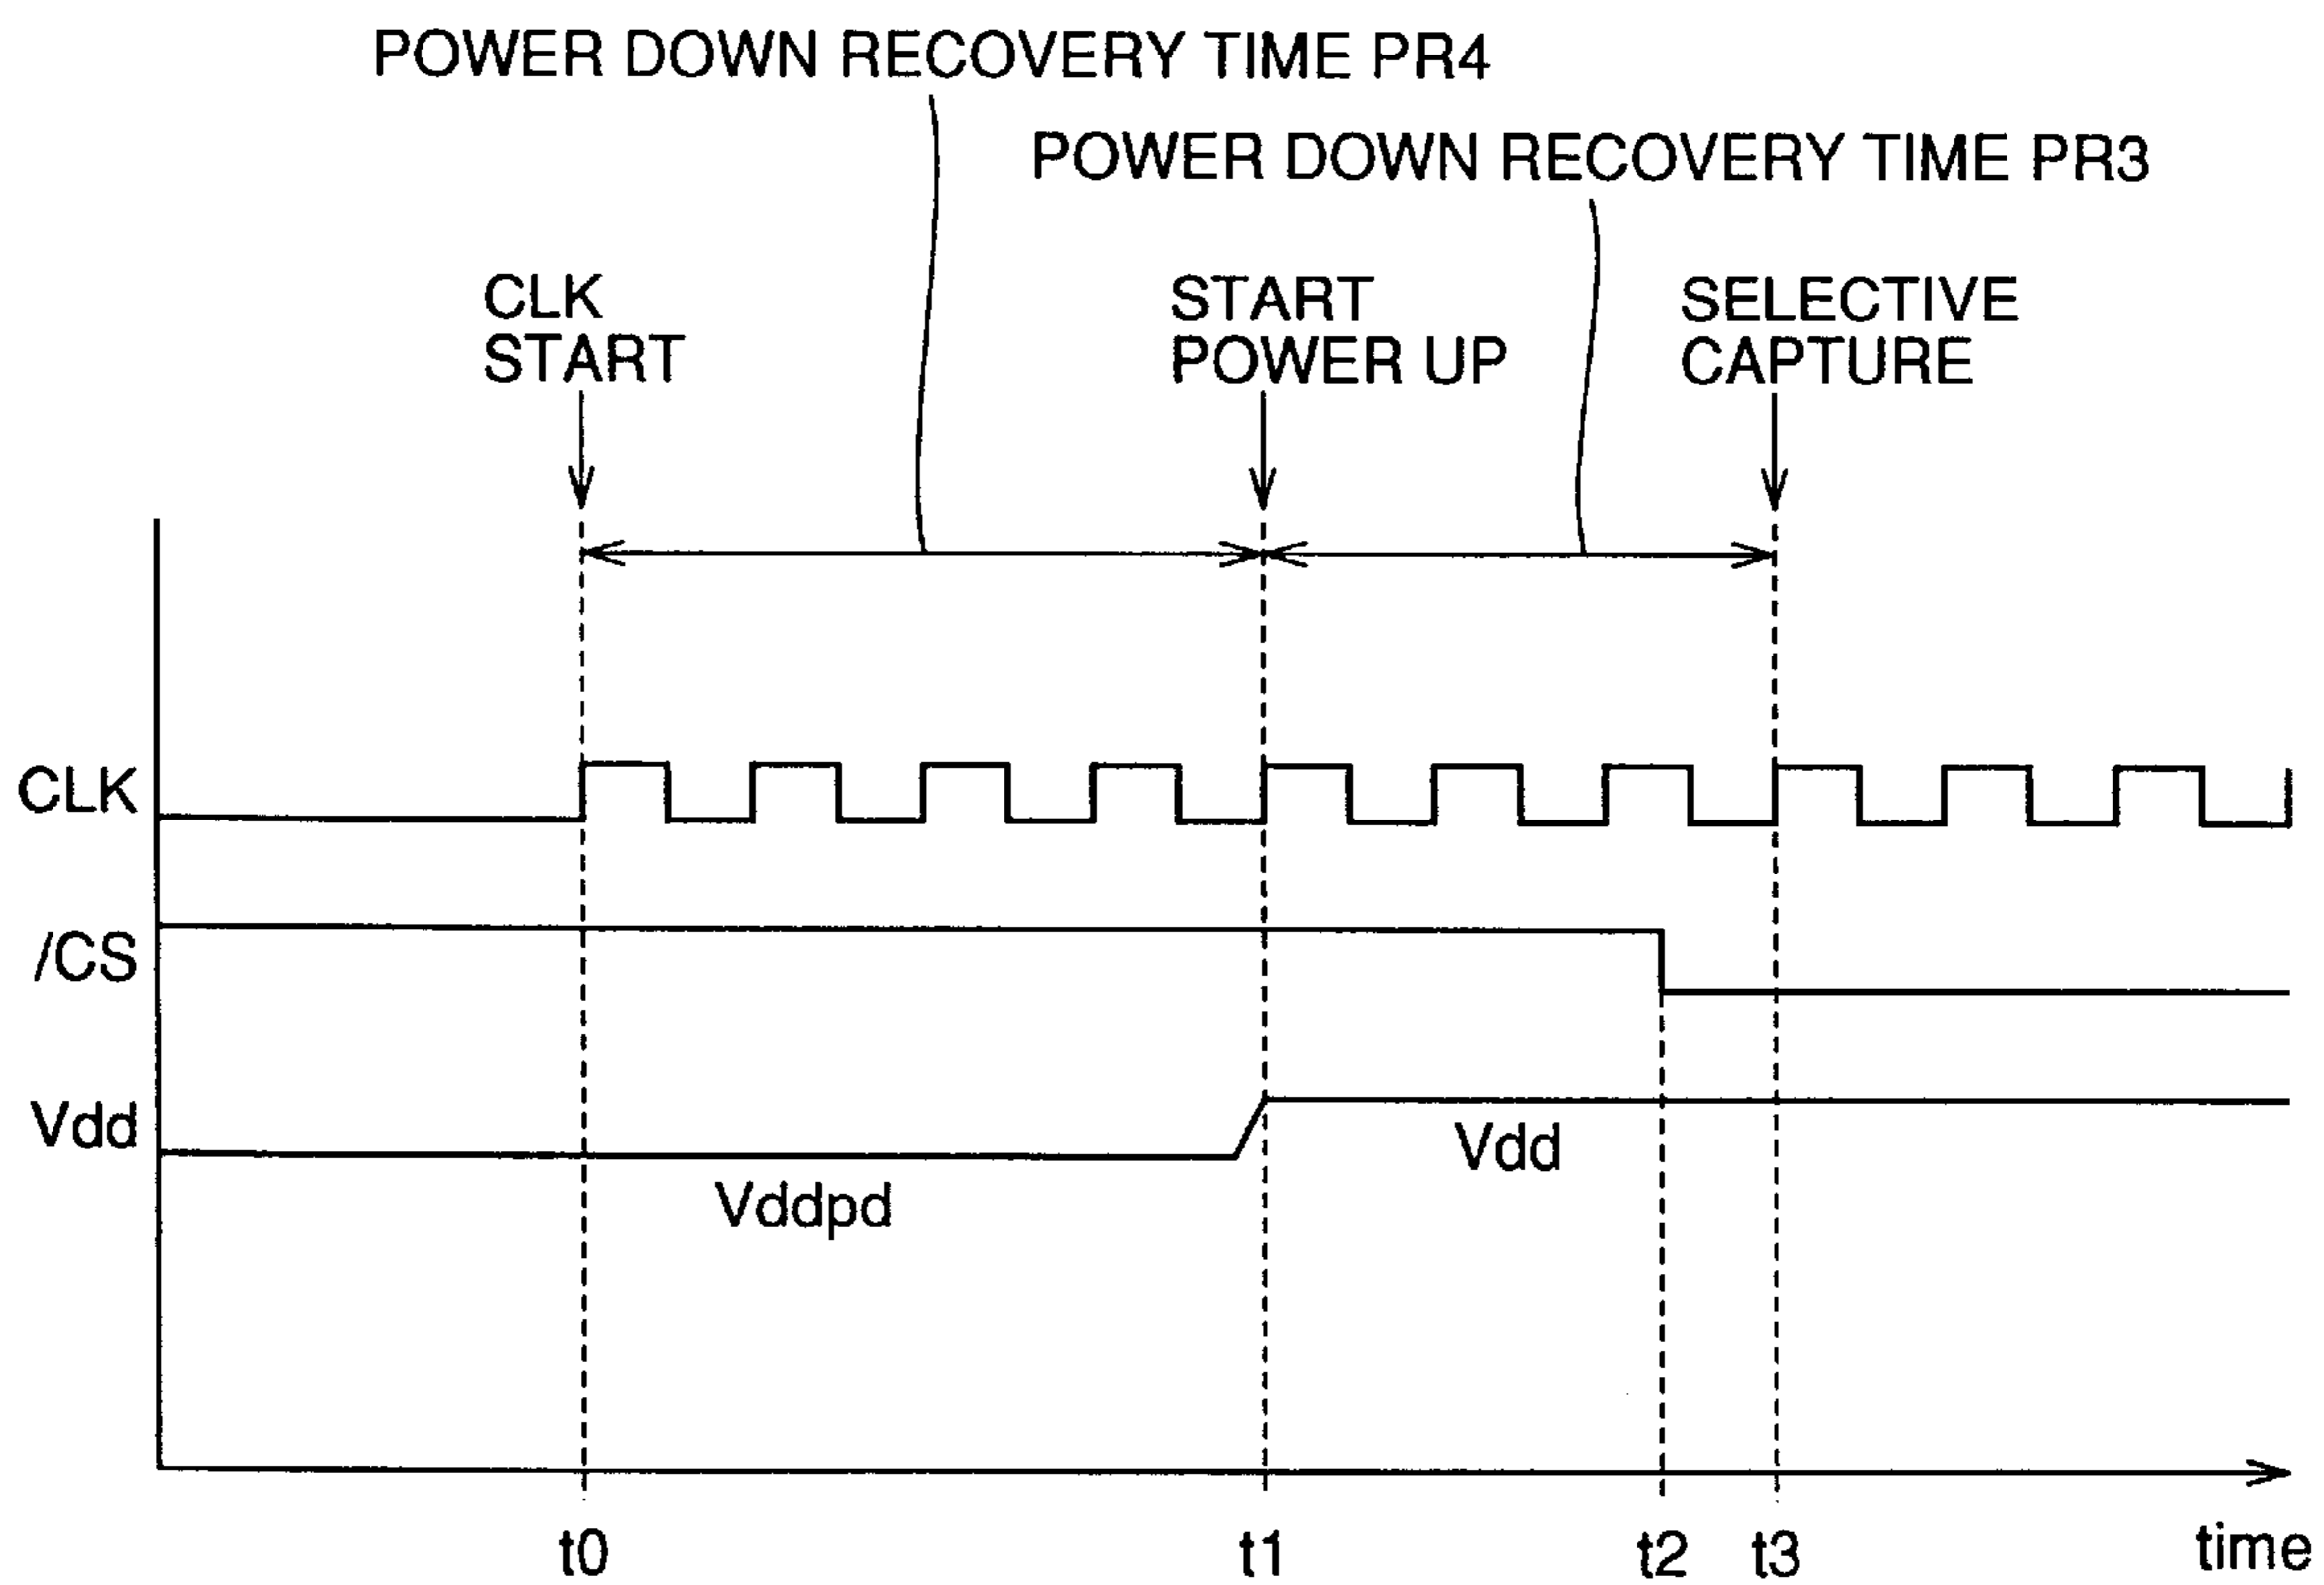 POWER DOWN RECOVERY TIME PR4
POWER DOWN RECOVERY TIME PR3
CLK
START
START
POWER UP
SELECTIVE
CAPTURE
CLK
/CS
Vdd
Vdd
Vddpd
t0
t1
t2
t3
time